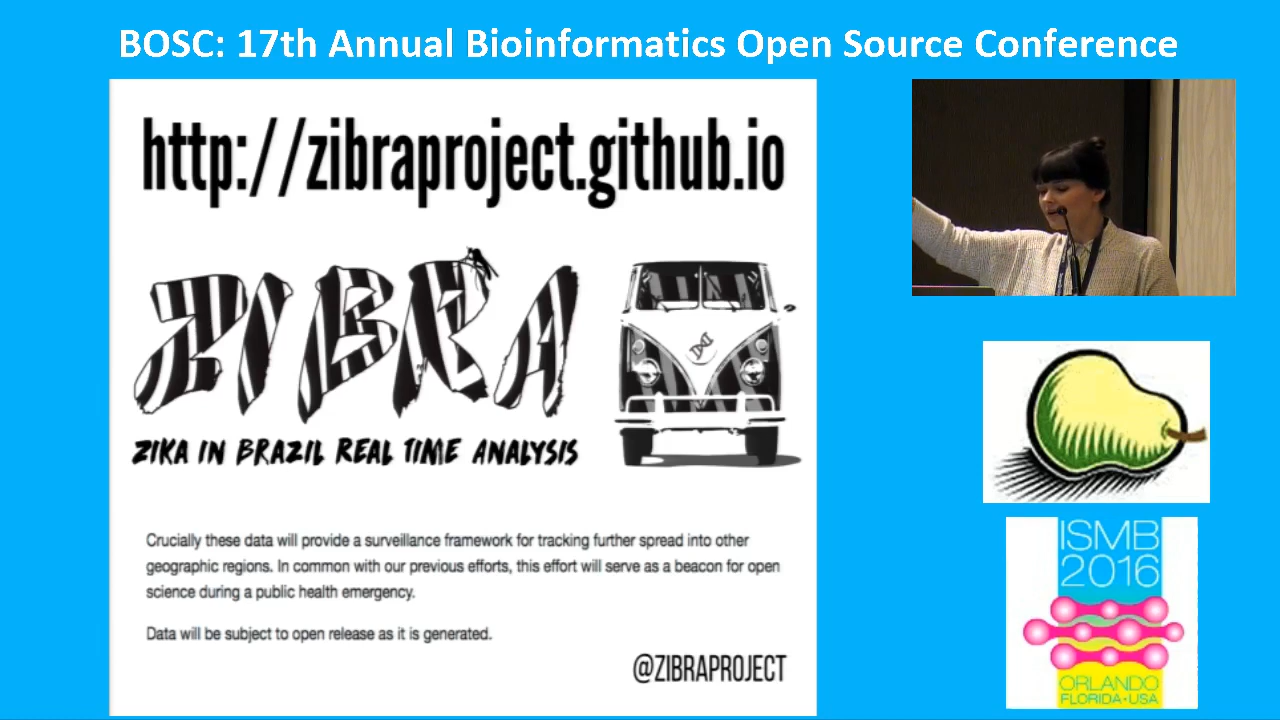 BOSC: 17th Annual Bioinformatics Open Source Conference
http://zibraproject.github.io
ZIBRA
ZIKA IN BRAZIL REAL TIME ANALYSIS
Crucially these data will provide a surveillance framework for tracking further spread into other
geographic regions. In common with our previous efforts, this effort will serve as a beacon for open
science during a public health emergency.
Data will be subject to open release as it is generated.
@ZIBRAPROJECT
ISMB
2016
ORLANDO
FLORIDA•USA